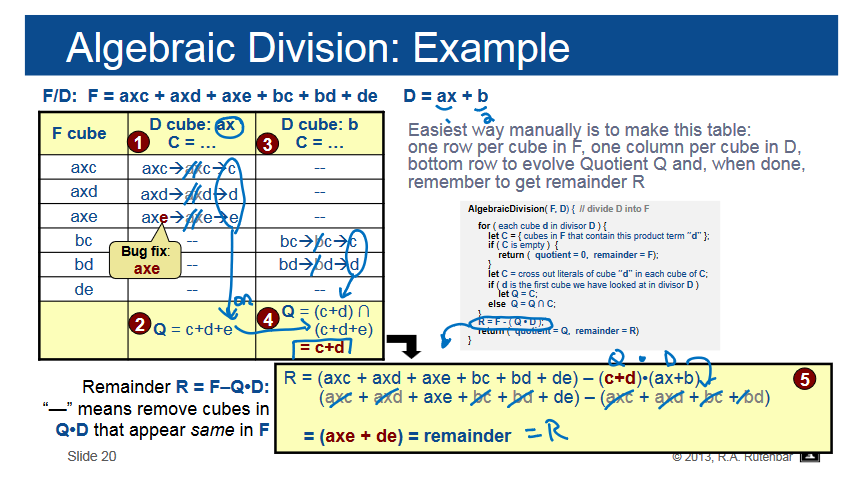 Algebraic Division: Example
F/D: F = axc + axd + axe + bc + bd + de D = ax + b
1 2
F cube
D cube: ax
1 C = …
D cube: b
3 C = …
axc axc→axc→c --
axd axd→axd→d --
axe axe→axe→e --
bc -- bc→bc→c
bd -- bd→bd→d
de -- --
Bug fix:
axe
2 Q = c+d+e
4 Q = (c+d) ∩
(c+d+e)
= c+d
Easiest way manually is to make this table:
one row per cube in F, one column per cube in D,
bottom row to evolve Quotient Q and, when done,
remember to get remainder R
AlgebraicDivision( F, D) { // divide D into F
for ( each cube d in divisor D ) {
let C = { cubes in F that contain this product term "d" };
if ( C is empty ) {
return ( quotient = 0, remainder = F);
}
let C = cross out literals of cube "d" in each cube of C;
if ( d is the first cube we have looked at in divisor D )
let Q = C;
else Q = Q ∩ C;
}
R = F - ( Q • D );
return ( quotient = Q, remainder = R)
}
Q • D
Remainder R = F–Q•D:
"—" means remove cubes in
Q•D that appear same in F
R = (axc + axd + axe + bc + bd + de) – (c+d)•(ax+b) 5
(axc + axd + axe + bc + bd + de) – (axc + axd + bc + bd)
= (axe + de) = remainder = R
Slide 20
© 2013, R.A. Rutenbar